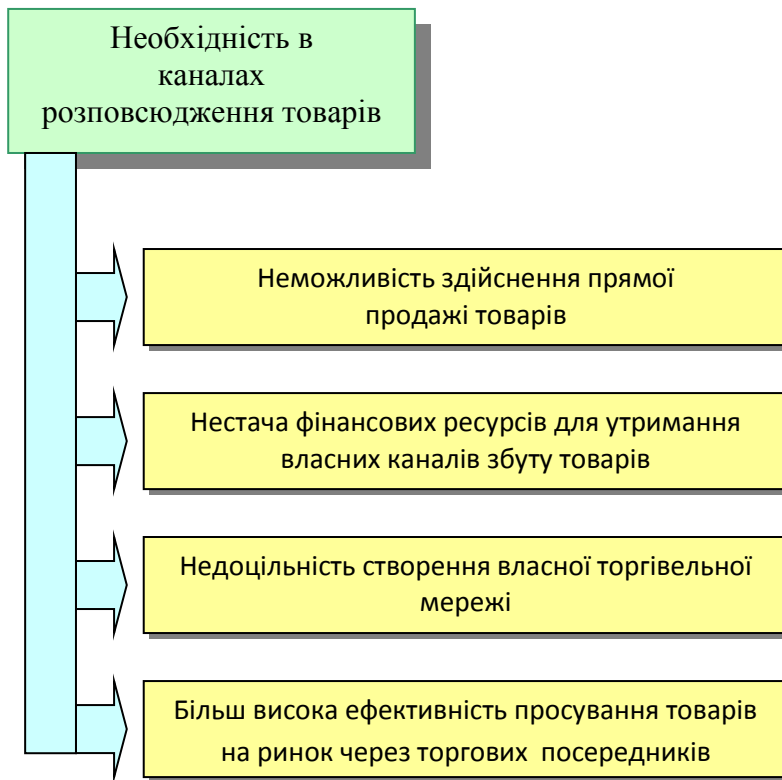 Необхідність в
каналах
розповсюдження товарів
Неможливість здійснення прямої
продажі товарів
Нестача фінансових ресурсів для утримання
власних каналів збуту товарів
Недоцільність створення власної торгівельної
мережі
Більш висока ефективність просування товарів
на ринок через торгових посередників